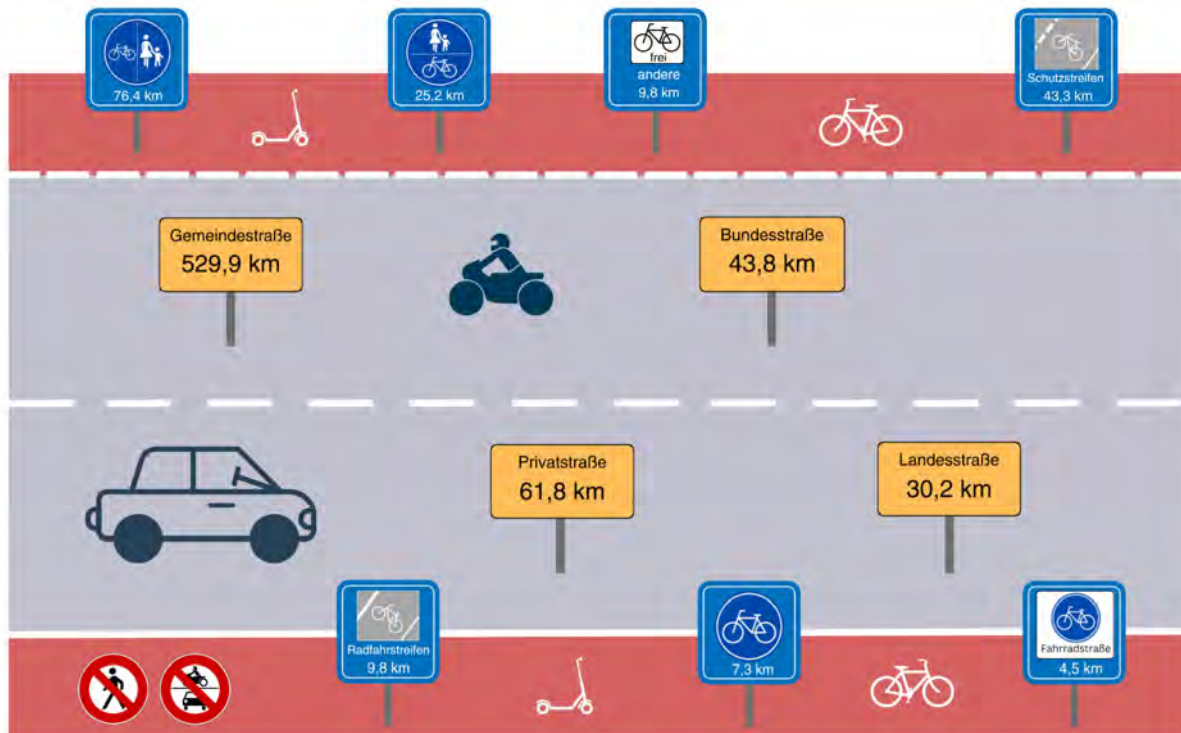 76,4 km
25,2 km
frei
andere
9,8 km
Schutzstreifen
43,3 km
Gemeindestraße
529,9 km
Bundesstraße
43,8 km
Privatstraße
61,8 km
Landesstraße
30,2 km
Radfahrstreifen
9,8 km
7,3 km
Fahrradstraße
4,5 km